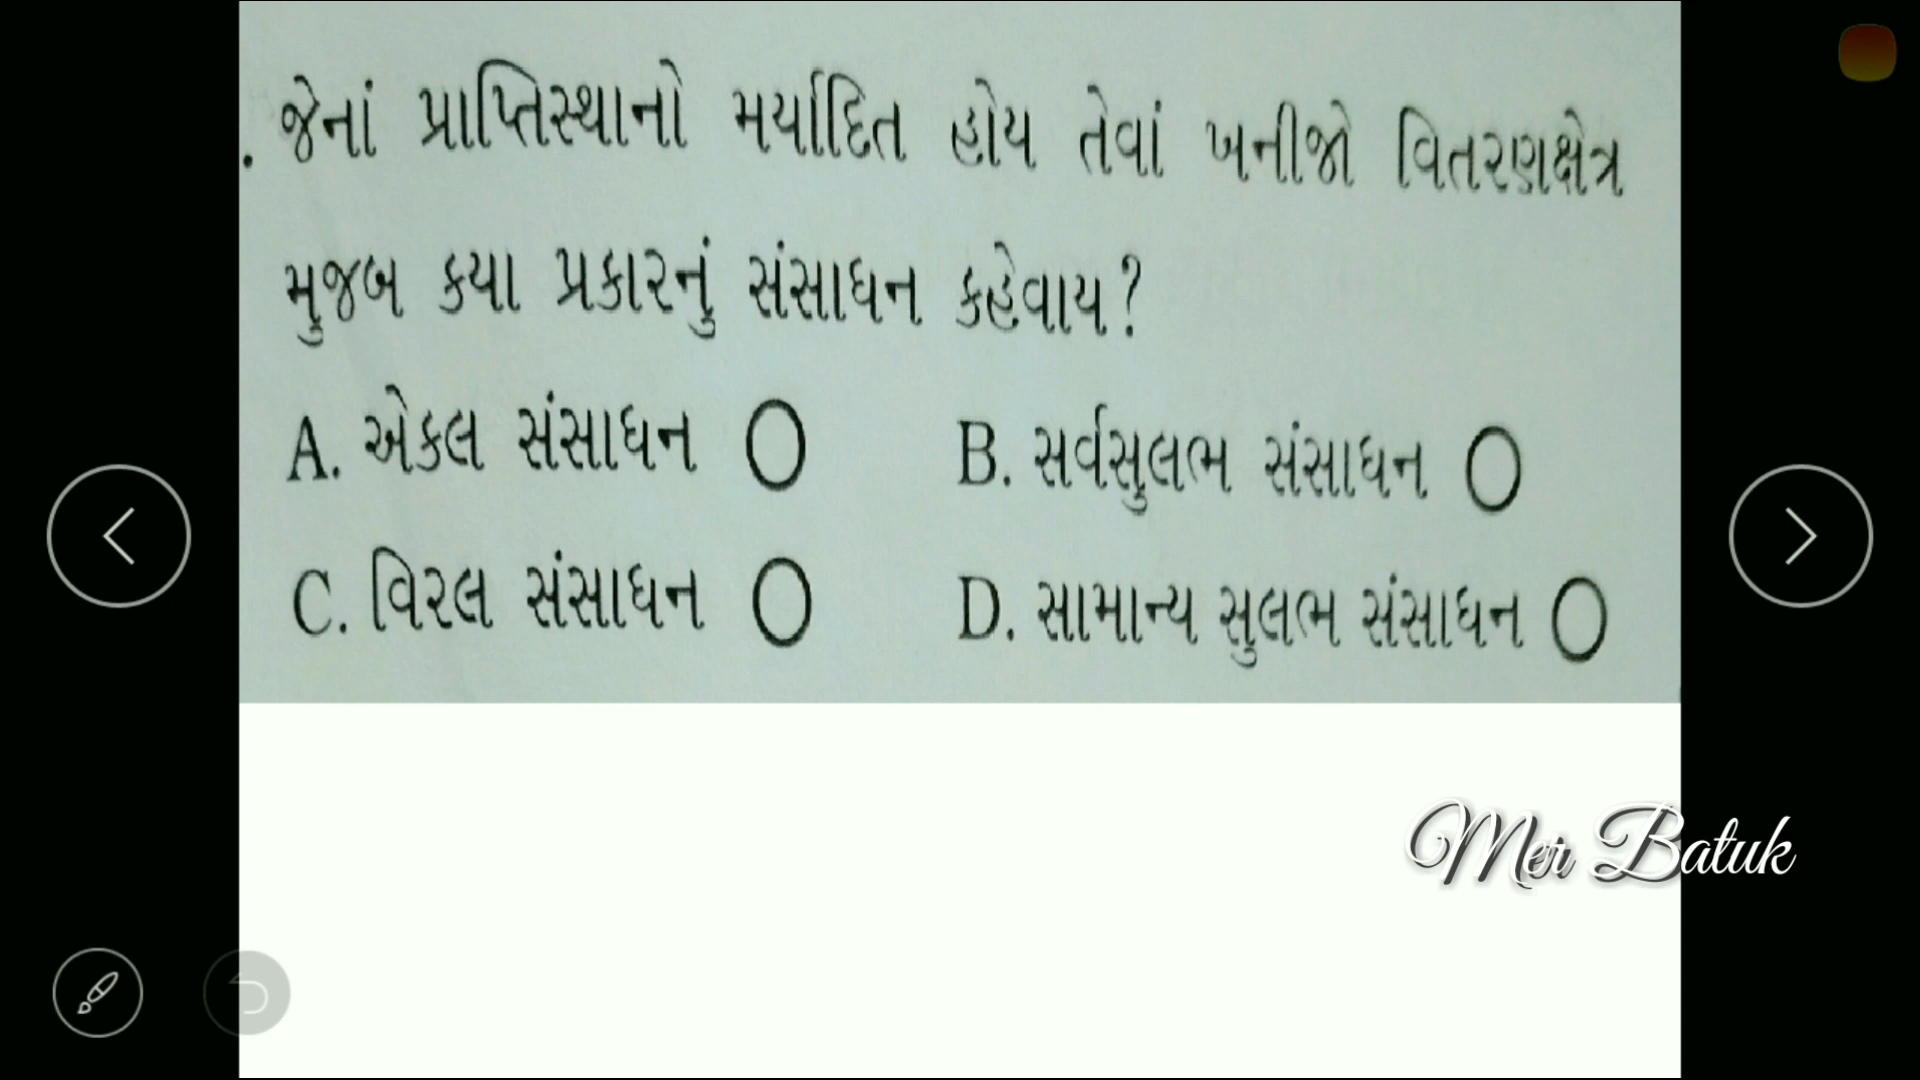 . જેનાં પ્રાપ્તિસ્થાનો મર્યાદિત હોય તેવાં ખનીજો વિતરણક્ષેત્ર
મુજબ કયા પ્રકારનું સંસાધન કહેવાય?
A. એકલ સંસાધન O B. સર્વસુલભ સંસાધન O
C. વિરલ સંસાધન O D. સામાન્ય સુલભ સંસાધન O
Mer Batuk